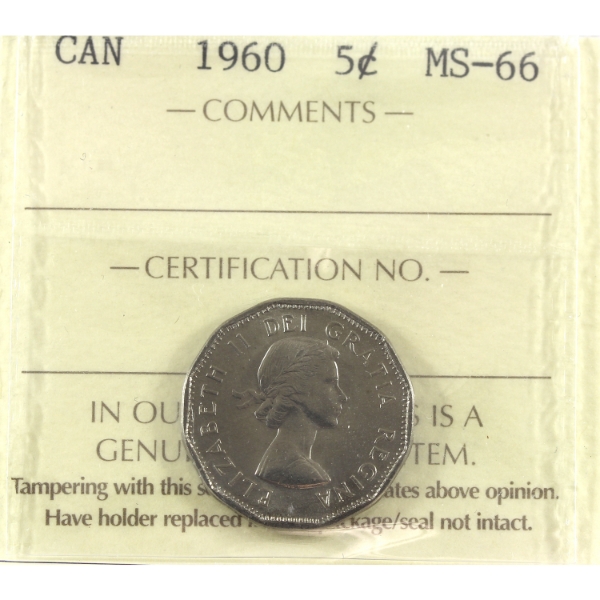 CAN 1960 5¢ MS-66
— COMMENTS —
— CERTIFICATION NO. —
ELIZABETH II DEI GRATIA REGINA
IN OU S IS A
GENU TEM.
Tampering with this s ates above opinion.
Have holder replaced kage/seal not intact.